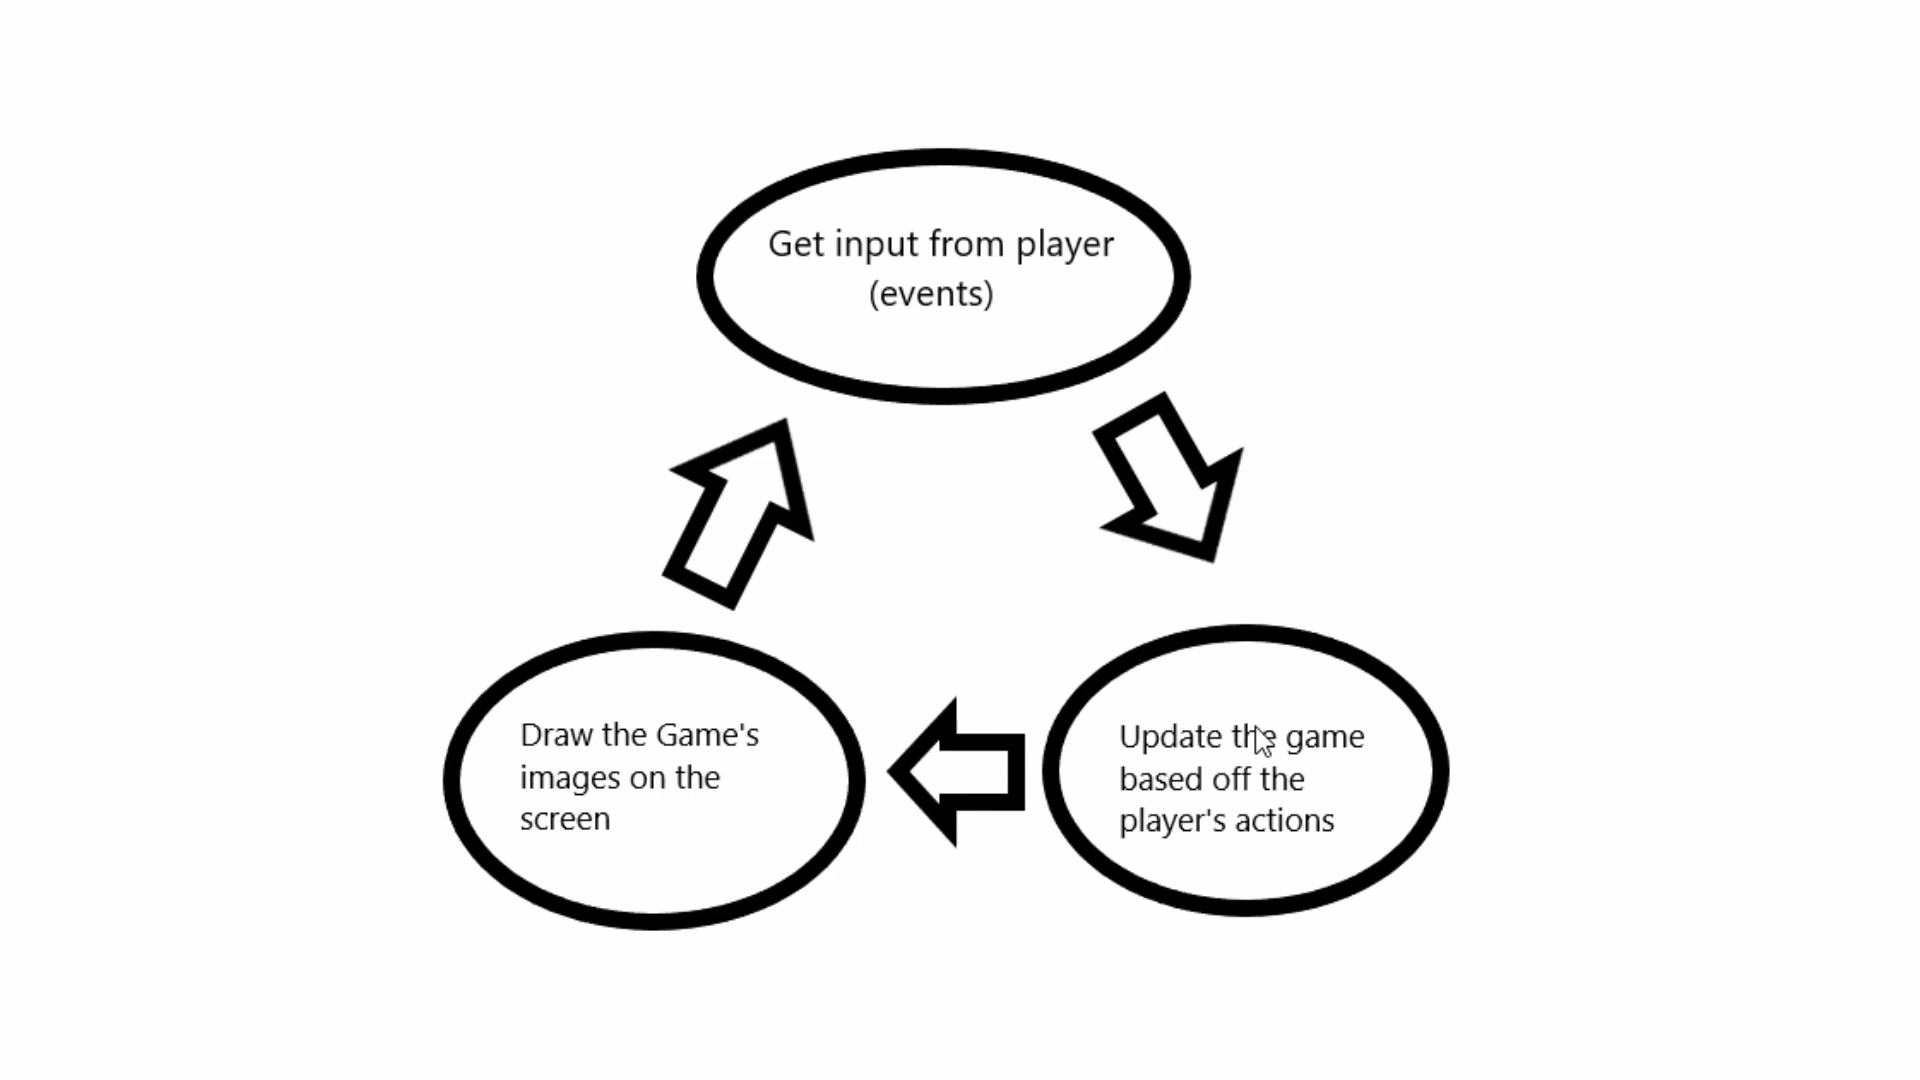 Get input from player
(events)
Update the game
based off the
player's actions
Draw the Game's
images on the
screen